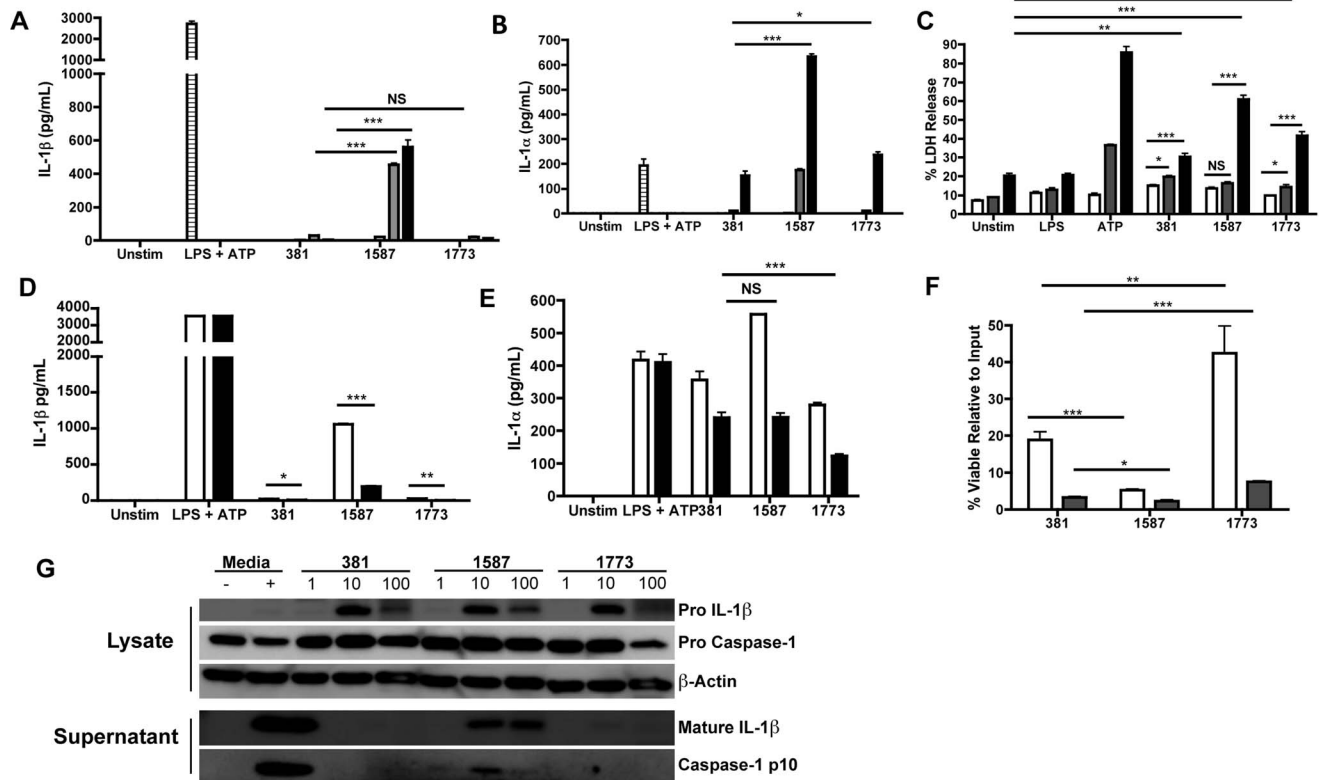 A
IL-1β (pg/mL)
3000
2500
2000
1000
800
600
400
200
0
NS
***
***
Unstim LPS + ATP 381 1587 1773
B
IL-1α (pg/mL)
700
600
500
400
300
200
100
0
*
***
Unstim LPS + ATP 381 1587 1773
C
% LDH Release
90
80
70
60
50
40
30
20
10
0
***
**
***
*
***
NS
***
*
Unstim LPS ATP 381 1587 1773
D
IL-1β pg/mL
4000
3000
2000
1000
500
0
*
***
**
Unstim LPS + ATP 381 1587 1773
E
IL-1α (pg/mL)
600
500
400
300
200
100
0
***
NS
Unstim LPS + ATP 381 1587 1773
F
% Viable Relative to Input
50
40
30
20
10
0
**
***
***
*
381 1587 1773
G
Media 381 1587 1773
- + 1 10 100 1 10 100 1 10 100
Lysate
Pro IL-1β
Pro Caspase-1
β-Actin
Supernatant
Mature IL-1β
Caspase-1 p10